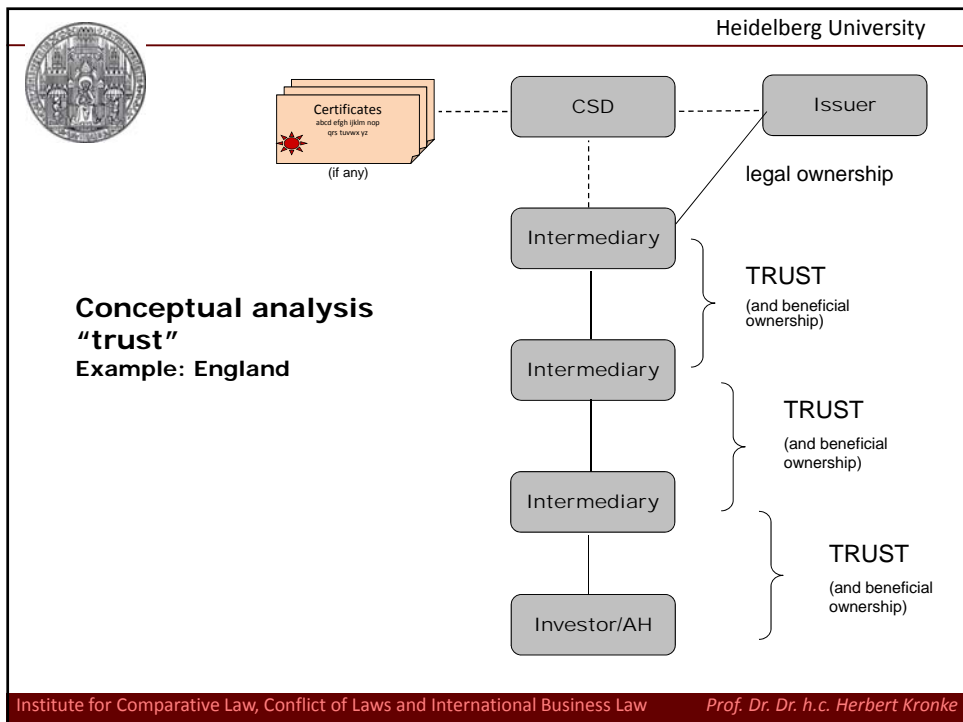 Heidelberg University
Certificates
abcd efgh ijklm nop
qrs tuvwx yz
(if any)
CSD
Issuer
legal ownership
Intermediary
TRUST
(and beneficial
ownership)
Conceptual analysis
“trust”
Example: England
Intermediary
TRUST
(and beneficial
ownership)
Intermediary
TRUST
(and beneficial
ownership)
Investor/AH
Institute for Comparative Law, Conflict of Laws and International Business Law Prof. Dr. Dr. h.c. Herbert Kronke